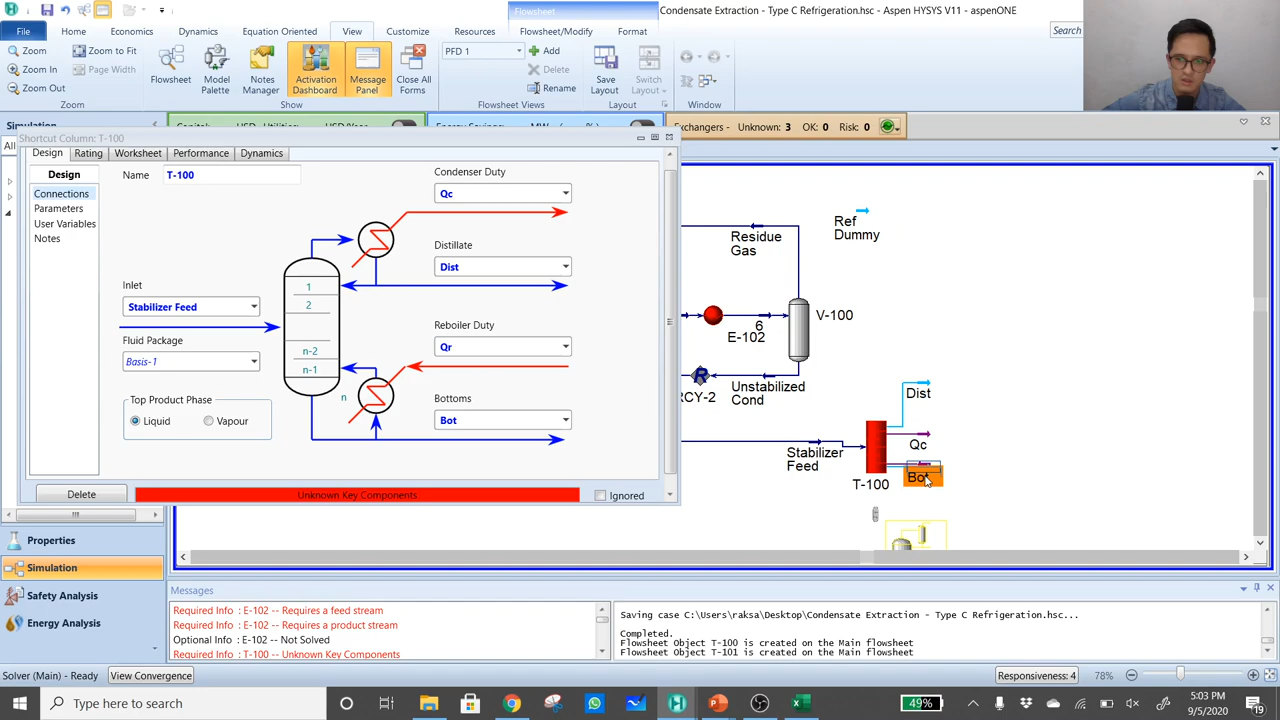 Flowsheet
Condensate Extraction - Type C Refrigeration.hsc - Aspen HYSYS V11 - aspenONE
File Home Economics Dynamics Equation Oriented View Customize Resources Flowsheet/Modify Format Search
Zoom
Zoom to Fit
Zoom In
Page Width
Zoom Out
Zoom
Flowsheet
Model Palette
Notes Manager
Activation Dashboard
Message Panel
Close All Forms
Show
PFD 1
Add
Delete
Rename
Flowsheet Views
Save Layout
Switch Layout
Layout
Window
Simulation
Exchangers - Unknown: 3 OK: 0 Risk: 0
All
Shortcut Column: T-100
Design Rating Worksheet Performance Dynamics
Design
Connections
Parameters
User Variables
Notes
Name T-100
Condenser Duty
Qc
Distillate
Dist
Inlet
Stabilizer Feed
Fluid Package
Basis-1
Reboiler Duty
Qr
Bottoms
Bot
1
2
n-2
n-1
n
Top Product Phase
Liquid Vapour
Delete
Unknown Key Components
Ignored
Residue Gas
Ref Dummy
6
E-102
V-100
Unstabilized Cond
RCY-2
Dist
Qc
Bot
Stabilizer Feed
T-100
Properties
Simulation
Safety Analysis
Energy Analysis
Messages
Required Info : E-102 -- Requires a feed stream
Required Info : E-102 -- Requires a product stream
Optional Info : E-102 -- Not Solved
Required Info : T-100 -- Unknown Key Components
Saving case C:\Users\raksa\Desktop\Condensate Extraction - Type C Refrigeration.hsc...
Completed.
Flowsheet Object T-100 is created on the Main flowsheet
Flowsheet Object T-101 is created on the Main flowsheet
Solver (Main) - Ready
View Convergence
Responsiveness: 4
78%
Type here to search
49%
5:03 PM
9/5/2020
19